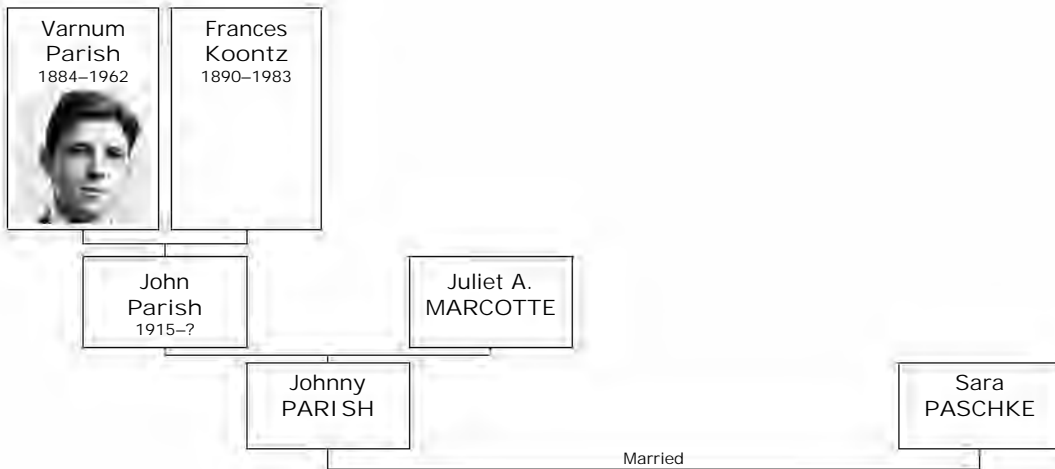 Varnum
Parish
1884–1962
Frances
Koontz
1890–1983
John
Parish
1915–?
Juliet A.
MARCOTTE
Johnny
PARISH
Sara
PASCHKE
Married